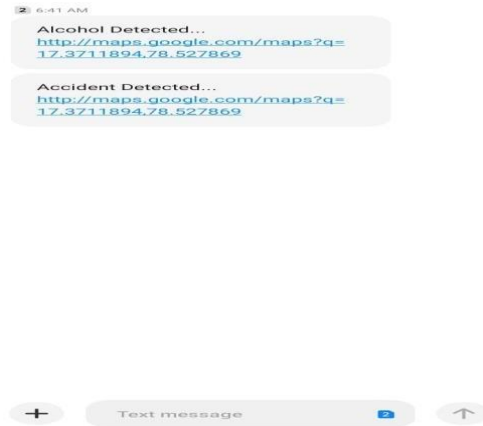 2 6:41 AM
Alcohol Detected...
http://maps.google.com/maps?q=
17.3711894,78.527869
Accident Detected...
http://maps.google.com/maps?q=
17.3711894,78.527869
Text message 2